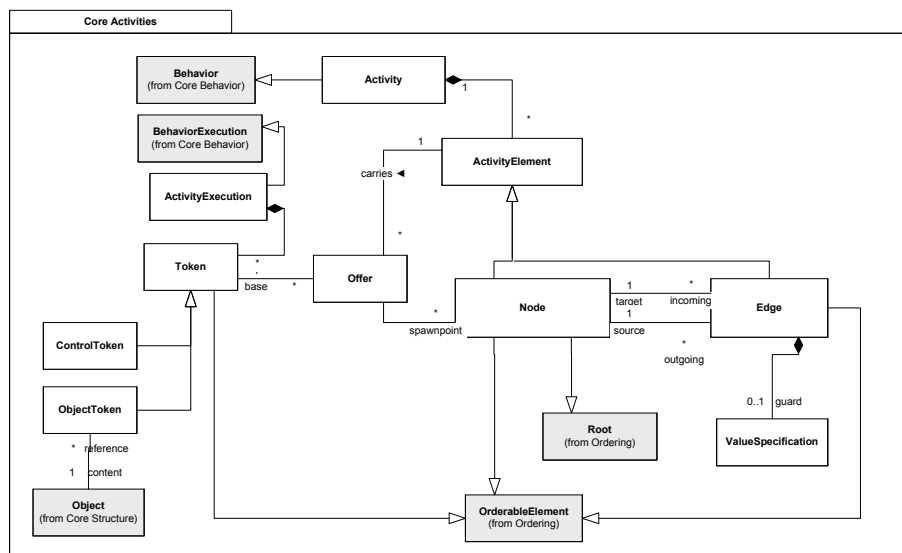 Core Activities
Behavior
(from Core Behavior)
Activity
1
*
BehaviorExecution
(from Core Behavior)
ActivityExecution
1
carries ◄
*
ActivityElement
Token
*
.
base
*
Offer
*
spawnpoint
Node
1
target
*
incoming
1
source
*
outgoing
Edge
ControlToken
ObjectToken
*
reference
1
content
Object
(from Core Structure)
0..1
guard
ValueSpecification
Root
(from Ordering)
OrderableElement
(from Ordering)